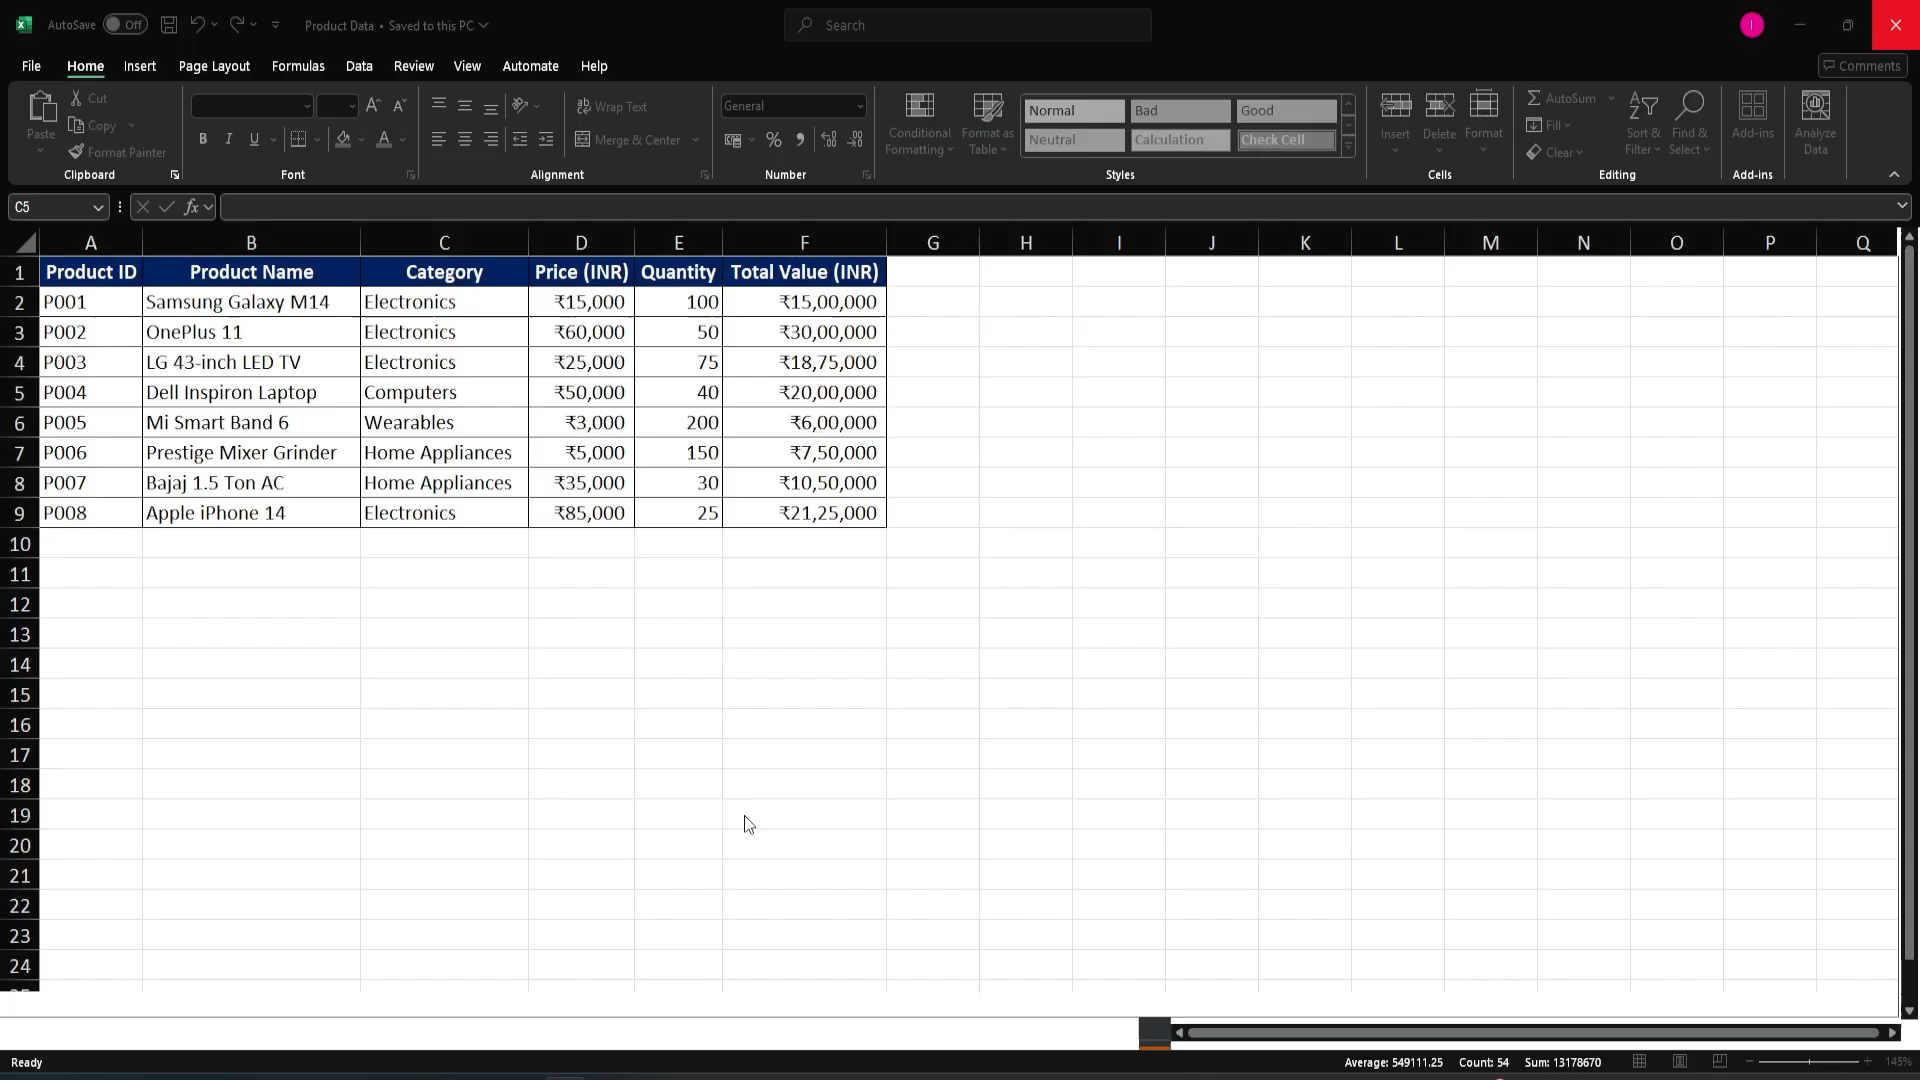 AutoSave Off Product Data • Saved to this PC Search I
File Home Insert Page Layout Formulas Data Review View Automate Help Comments
Paste Cut Copy Format Painter Clipboard
B I U Font
Wrap Text Merge & Center Alignment
General % , Number
Conditional Formatting Format as Table Normal Bad Good Neutral Calculation Check Cell Styles
Insert Delete Format Cells
AutoSum Fill Clear Sort & Filter Find & Select Editing
Add-ins Add-ins
Analyze Data
C5 fx
A B C D E F G H I J K L M N O P Q
1 Product ID Product Name Category Price (INR) Quantity Total Value (INR)
2 P001 Samsung Galaxy M14 Electronics ₹15,000 100 ₹15,00,000
3 P002 OnePlus 11 Electronics ₹60,000 50 ₹30,00,000
4 P003 LG 43-inch LED TV Electronics ₹25,000 75 ₹18,75,000
5 P004 Dell Inspiron Laptop Computers ₹50,000 40 ₹20,00,000
6 P005 Mi Smart Band 6 Wearables ₹3,000 200 ₹6,00,000
7 P006 Prestige Mixer Grinder Home Appliances ₹5,000 150 ₹7,50,000
8 P007 Bajaj 1.5 Ton AC Home Appliances ₹35,000 30 ₹10,50,000
9 P008 Apple iPhone 14 Electronics ₹85,000 25 ₹21,25,000
10
11
12
13
14
15
16
17
18
19
20
21
22
23
24
Ready Average: 549111.25 Count: 54 Sum: 13178670 145%